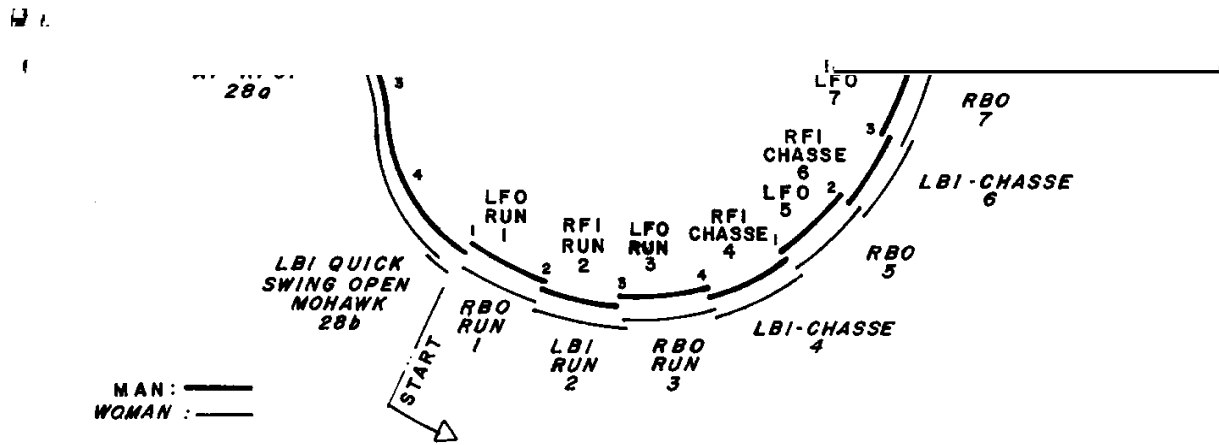 28a
3
4
LFO
7
RBO
7
3
RFI
CHASSE
6
LBI-CHASSE
6
2
LFO
5
1
RBO
5
RFI
CHASSE
4
4
LBI-CHASSE
4
LFO
RUN
3
3
RBO
RUN
3
RFI
RUN
2
2
LBI
RUN
2
LFO
RUN
1
1
RBO
RUN
1
LBI QUICK
SWING OPEN
MOHAWK
28b
START
MAN:
WOMAN :